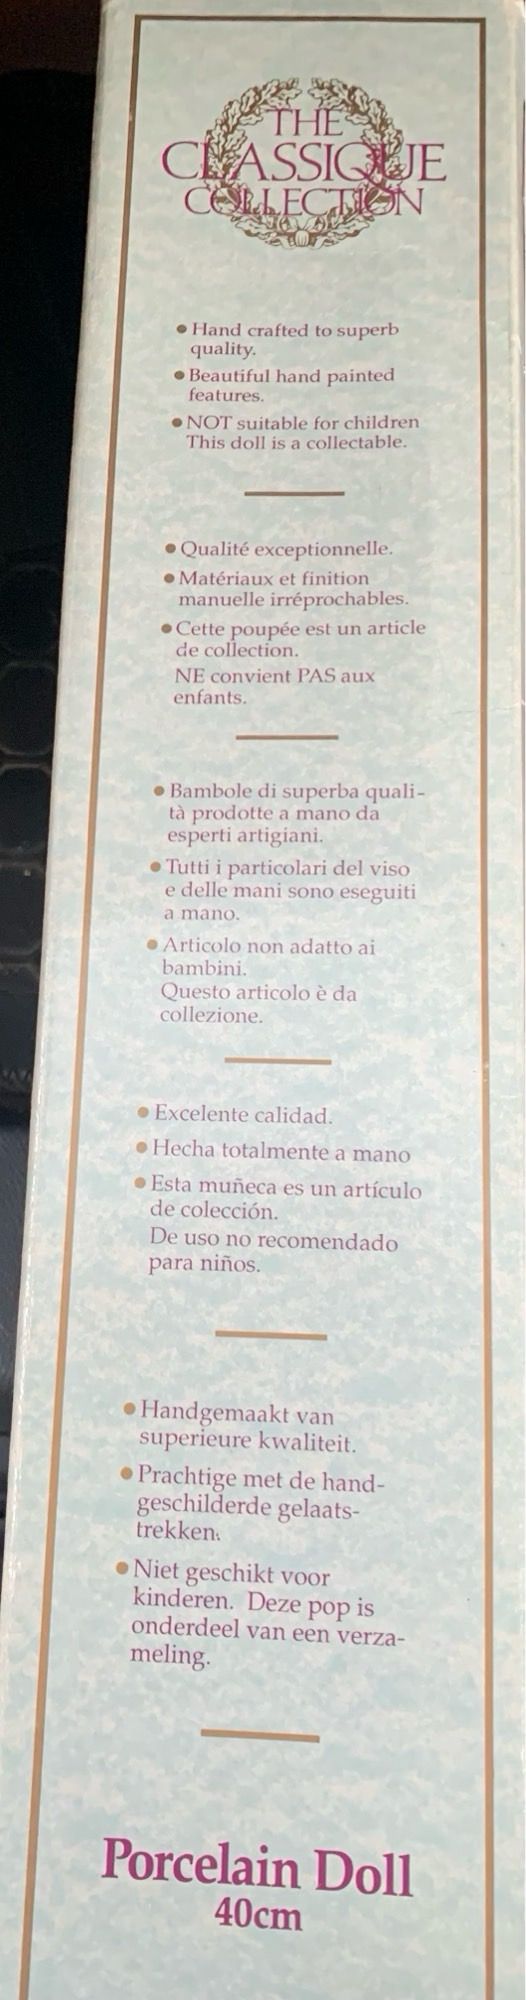 THE
CLASSIQUE
COLLECTION
• Hand crafted to superb
quality.
• Beautiful hand painted
features.
• NOT suitable for children
This doll is a collectable.
• Qualité exceptionnelle.
• Matériaux et finition
manuelle irréprochables.
• Cette poupée est un article
de collection.
NE convient PAS aux
enfants.
• Bambole di superba quali-
tà prodotte a mano da
esperti artigiani.
• Tutti i particolari del viso
e delle mani sono eseguiti
a mano.
• Articolo non adatto ai
bambini.
Questo articolo è da
collezione.
• Excelente calidad.
• Hecha totalmente a mano
• Esta muñeca es un artículo
de colección.
De uso no recomendado
para niños.
• Handgemaakt van
superieure kwaliteit.
• Prachtige met de hand-
geschilderde gelaats-
trekken.
• Niet geschikt voor
kinderen. Deze pop is
onderdeel van een verza-
meling.
Porcelain Doll
40cm